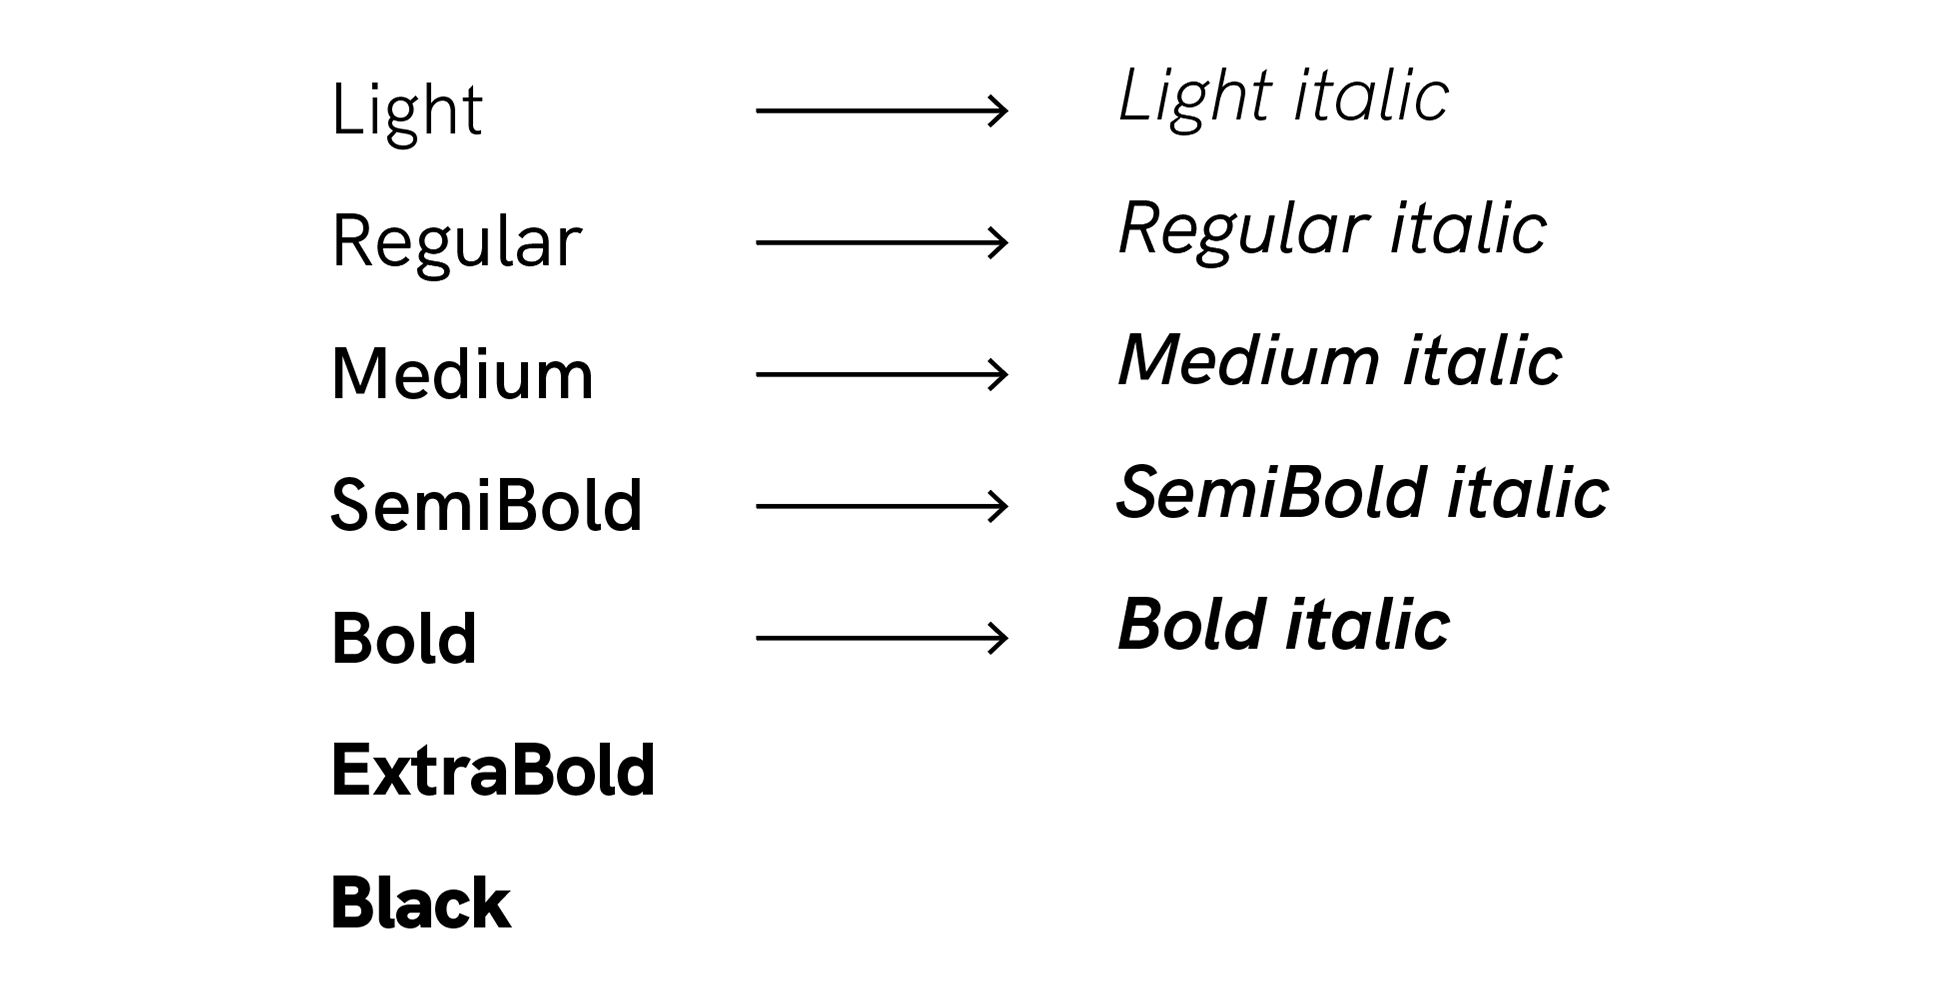 Light → Light italic
Regular → Regular italic
Medium → Medium italic
SemiBold → SemiBold italic
Bold → Bold italic
ExtraBold
Black